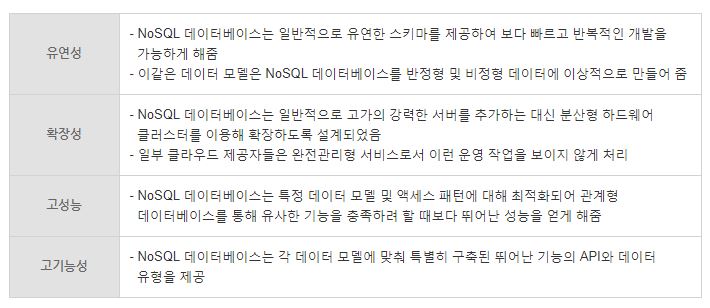 유연성
- NoSQL 데이터베이스는 일반적으로 유연한 스키마를 제공하여 보다 빠르고 반복적인 개발을
가능하게 해줌
- 이같은 데이터 모델은 NoSQL 데이터베이스를 반정형 및 비정형 데이터에 이상적으로 만들어 줌
확장성
- NoSQL 데이터베이스는 일반적으로 고가의 강력한 서버를 추가하는 대신 분산형 하드웨어
클러스터를 이용해 확장하도록 설계되었음
- 일부 클라우드 제공자들은 완전관리형 서비스로서 이런 운영 작업을 보이지 않게 처리
고성능
- NoSQL 데이터베이스는 특정 데이터 모델 및 액세스 패턴에 대해 최적화되어 관계형
데이터베이스를 통해 유사한 기능을 충족하려 할 때보다 뛰어난 성능을 얻게 해줌
고기능성
- NoSQL 데이터베이스는 각 데이터 모델에 맞춰 특별히 구축된 뛰어난 기능의 API와 데이터
유형을 제공